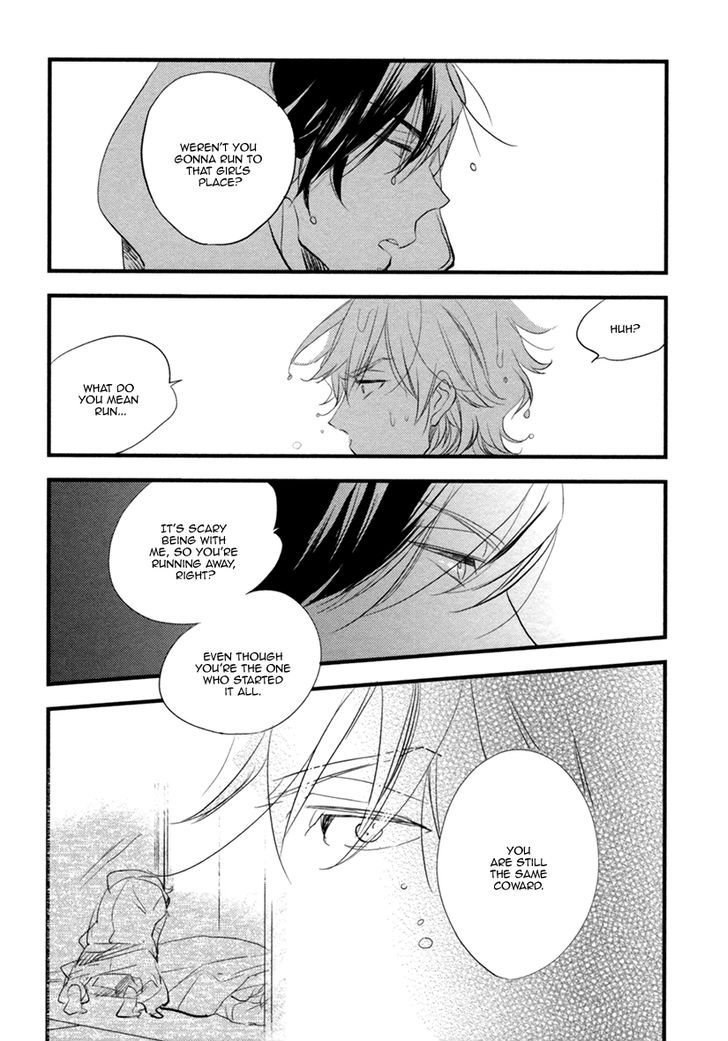 WEREN'T YOU
GONNA RUN TO
THAT GIRL'S
PLACE?
HUH?
WHAT DO
YOU MEAN
RUN...
IT'S SCARY
BEING WITH
ME, SO YOU'RE
RUNNING AWAY,
RIGHT?
EVEN THOUGH
YOU'RE THE ONE
WHO STARTED
IT ALL.
YOU
ARE STILL
THE SAME
COWARD.